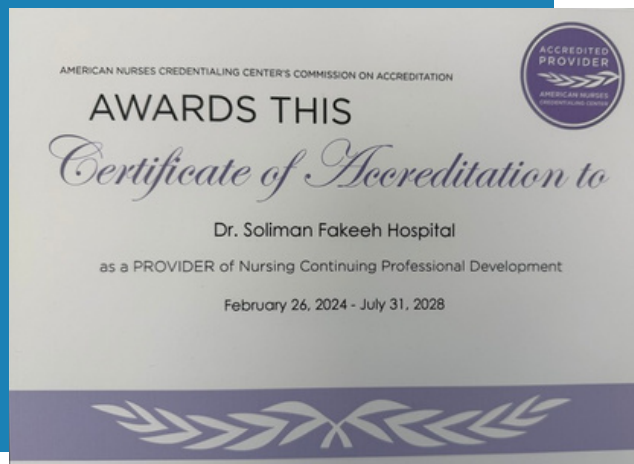 ACCREDITED
PROVIDER
AMERICAN NURSES
CREDENTIALING CENTER
AMERICAN NURSES CREDENTIALING CENTER'S COMMISSION ON ACCREDITATION
AWARDS THIS
Certificate of Accreditation to
Dr. Soliman Fakeeh Hospital
as a PROVIDER of Nursing Continuing Professional Development
February 26, 2024 - July 31, 2028